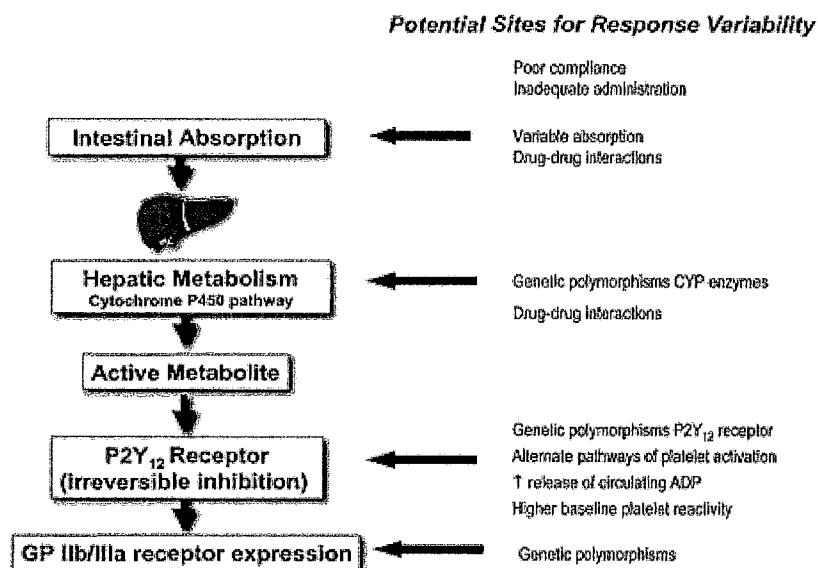 Potential Sites for Response Variability
Poor compliance
Inadequate administration
Intestinal Absorption
Variable absorption
Drug-drug interactions
Hepatic Metabolism
Cytochrome P450 pathway
Genetic polymorphisms CYP enzymes
Drug-drug interactions
Active Metabolite
P2Y₁₂ Receptor
(irreversible inhibition)
Genetic polymorphisms P2Y₁₂ receptor
Alternate pathways of platelet activation
↑ release of circulating ADP
Higher baseline platelet reactivity
GP IIb/IIIa receptor expression
Genetic polymorphisms